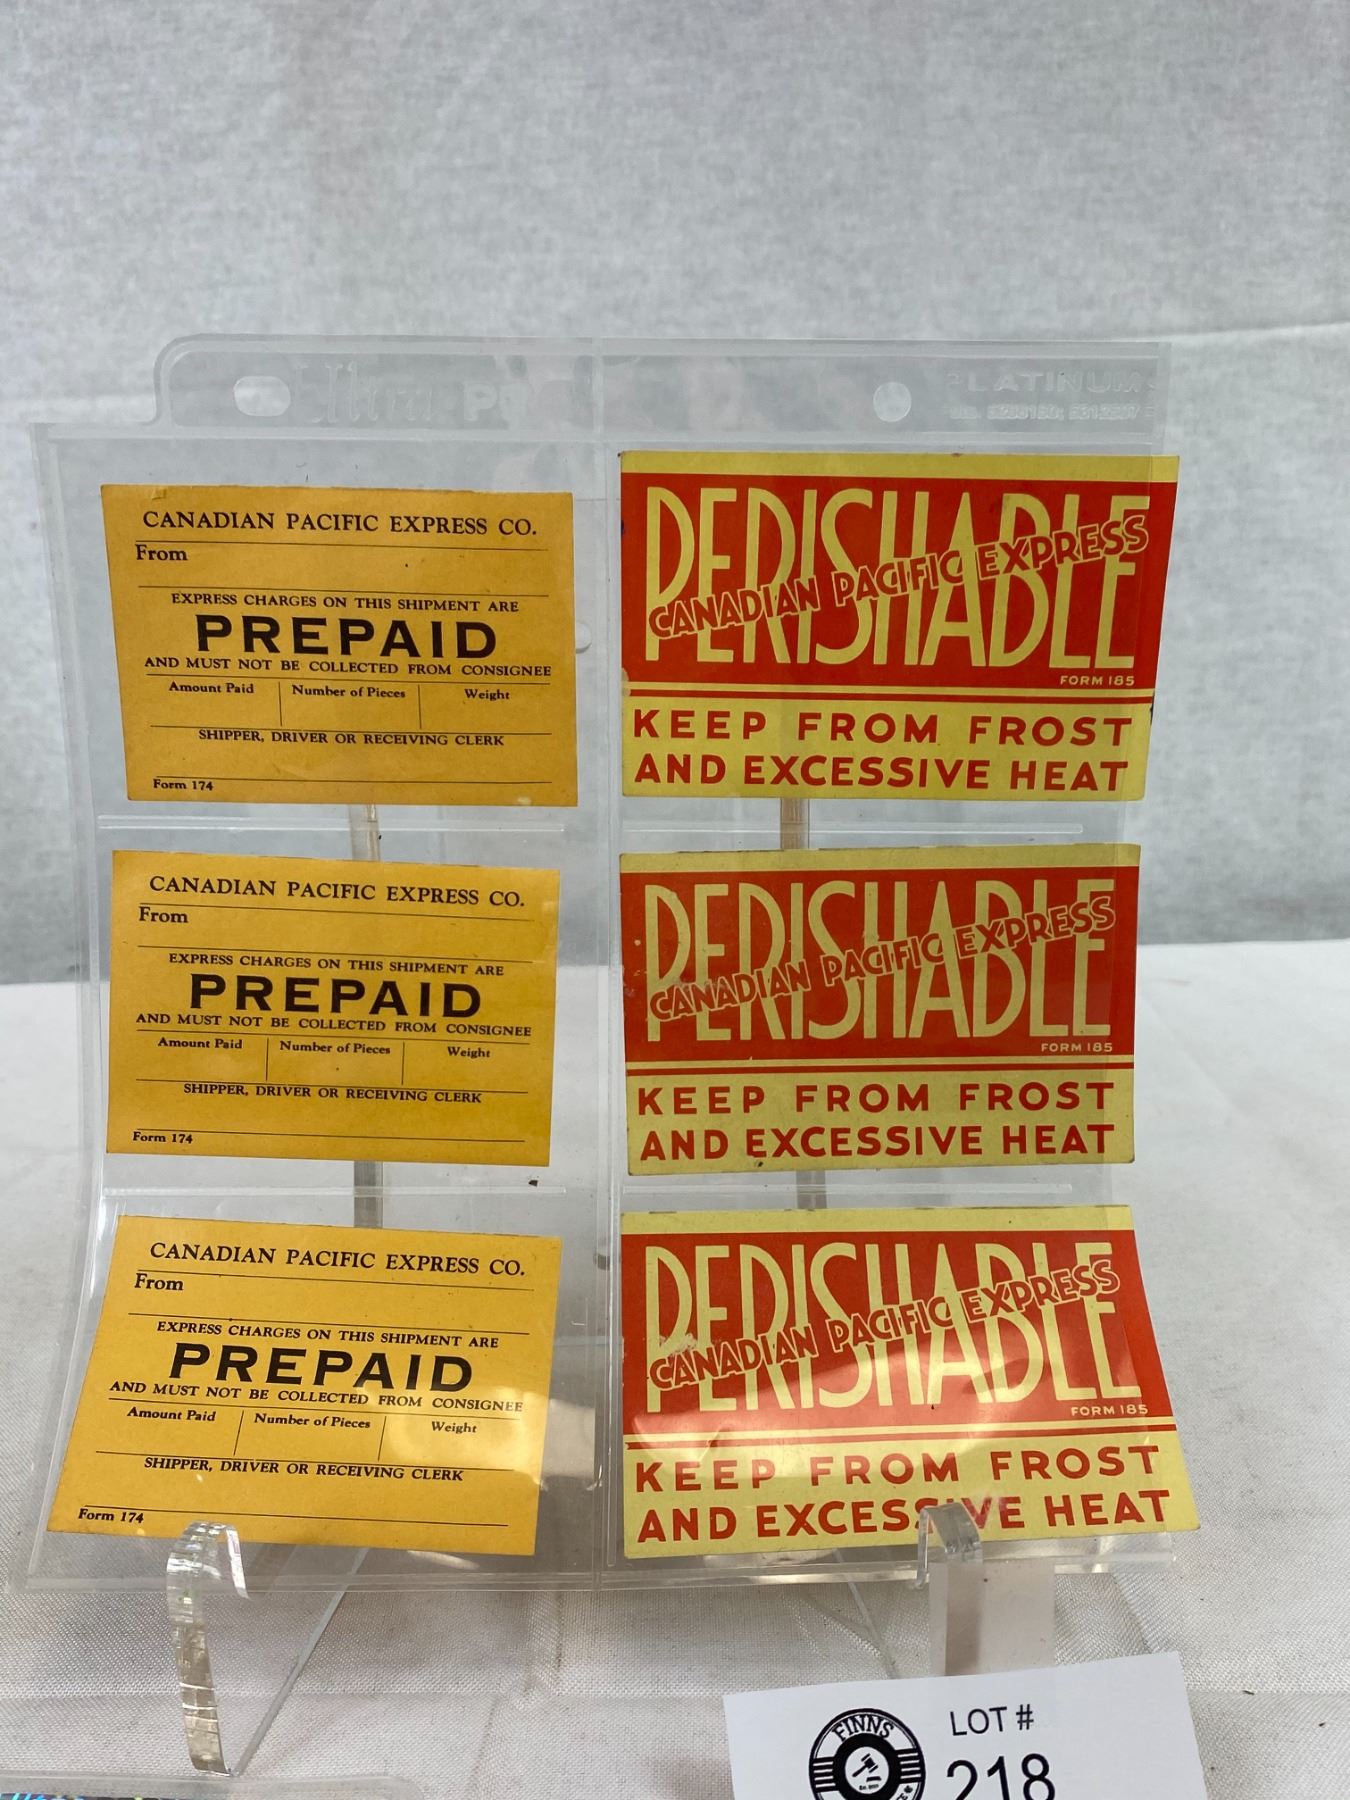 Ultra PRO
PLATINUM
CANADIAN PACIFIC EXPRESS CO.
From
EXPRESS CHARGES ON THIS SHIPMENT ARE
PREPAID
AND MUST NOT BE COLLECTED FROM CONSIGNEE
Amount Paid Number of Pieces Weight
SHIPPER, DRIVER OR RECEIVING CLERK
Form 174
PERISHABLE
CANADIAN PACIFIC EXPRESS
FORM 185
KEEP FROM FROST
AND EXCESSIVE HEAT
CANADIAN PACIFIC EXPRESS CO.
From
EXPRESS CHARGES ON THIS SHIPMENT ARE
PREPAID
AND MUST NOT BE COLLECTED FROM CONSIGNEE
Amount Paid Number of Pieces Weight
SHIPPER, DRIVER OR RECEIVING CLERK
Form 174
PERISHABLE
CANADIAN PACIFIC EXPRESS
FORM 185
KEEP FROM FROST
AND EXCESSIVE HEAT
CANADIAN PACIFIC EXPRESS CO.
From
EXPRESS CHARGES ON THIS SHIPMENT ARE
PREPAID
AND MUST NOT BE COLLECTED FROM CONSIGNEE
Amount Paid Number of Pieces Weight
SHIPPER, DRIVER OR RECEIVING CLERK
Form 174
PERISHABLE
CANADIAN PACIFIC EXPRESS
FORM 185
KEEP FROM FROST
AND EXCESSIVE HEAT
FINNS
LOT #
218